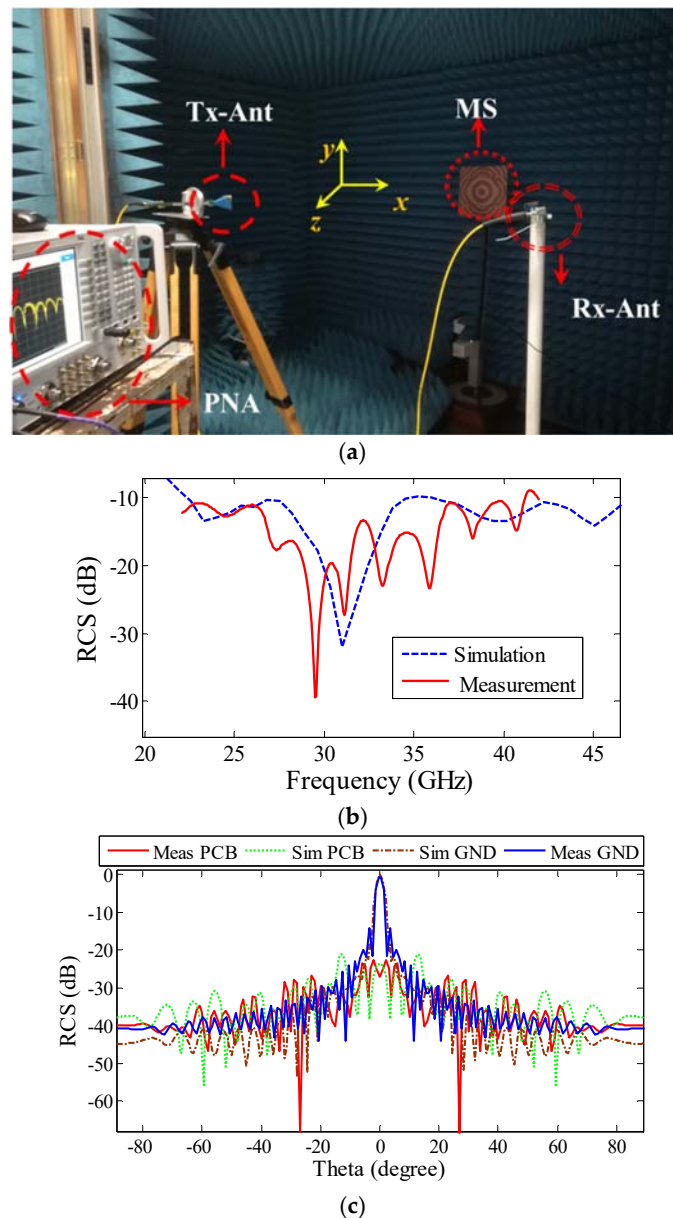 Tx-Ant
MS
y
x
z
Rx-Ant
PNA
(a)
-10
-20
-30
-40
RCS (dB)
Simulation
Measurement
20 25 30 35 40 45
Frequency (GHz)
(b)
Meas PCB Sim PCB Sim GND Meas GND
0
-10
-20
-30
-40
-50
-60
RCS (dB)
-80 -60 -40 -20 0 20 40 60 80
Theta (degree)
(c)